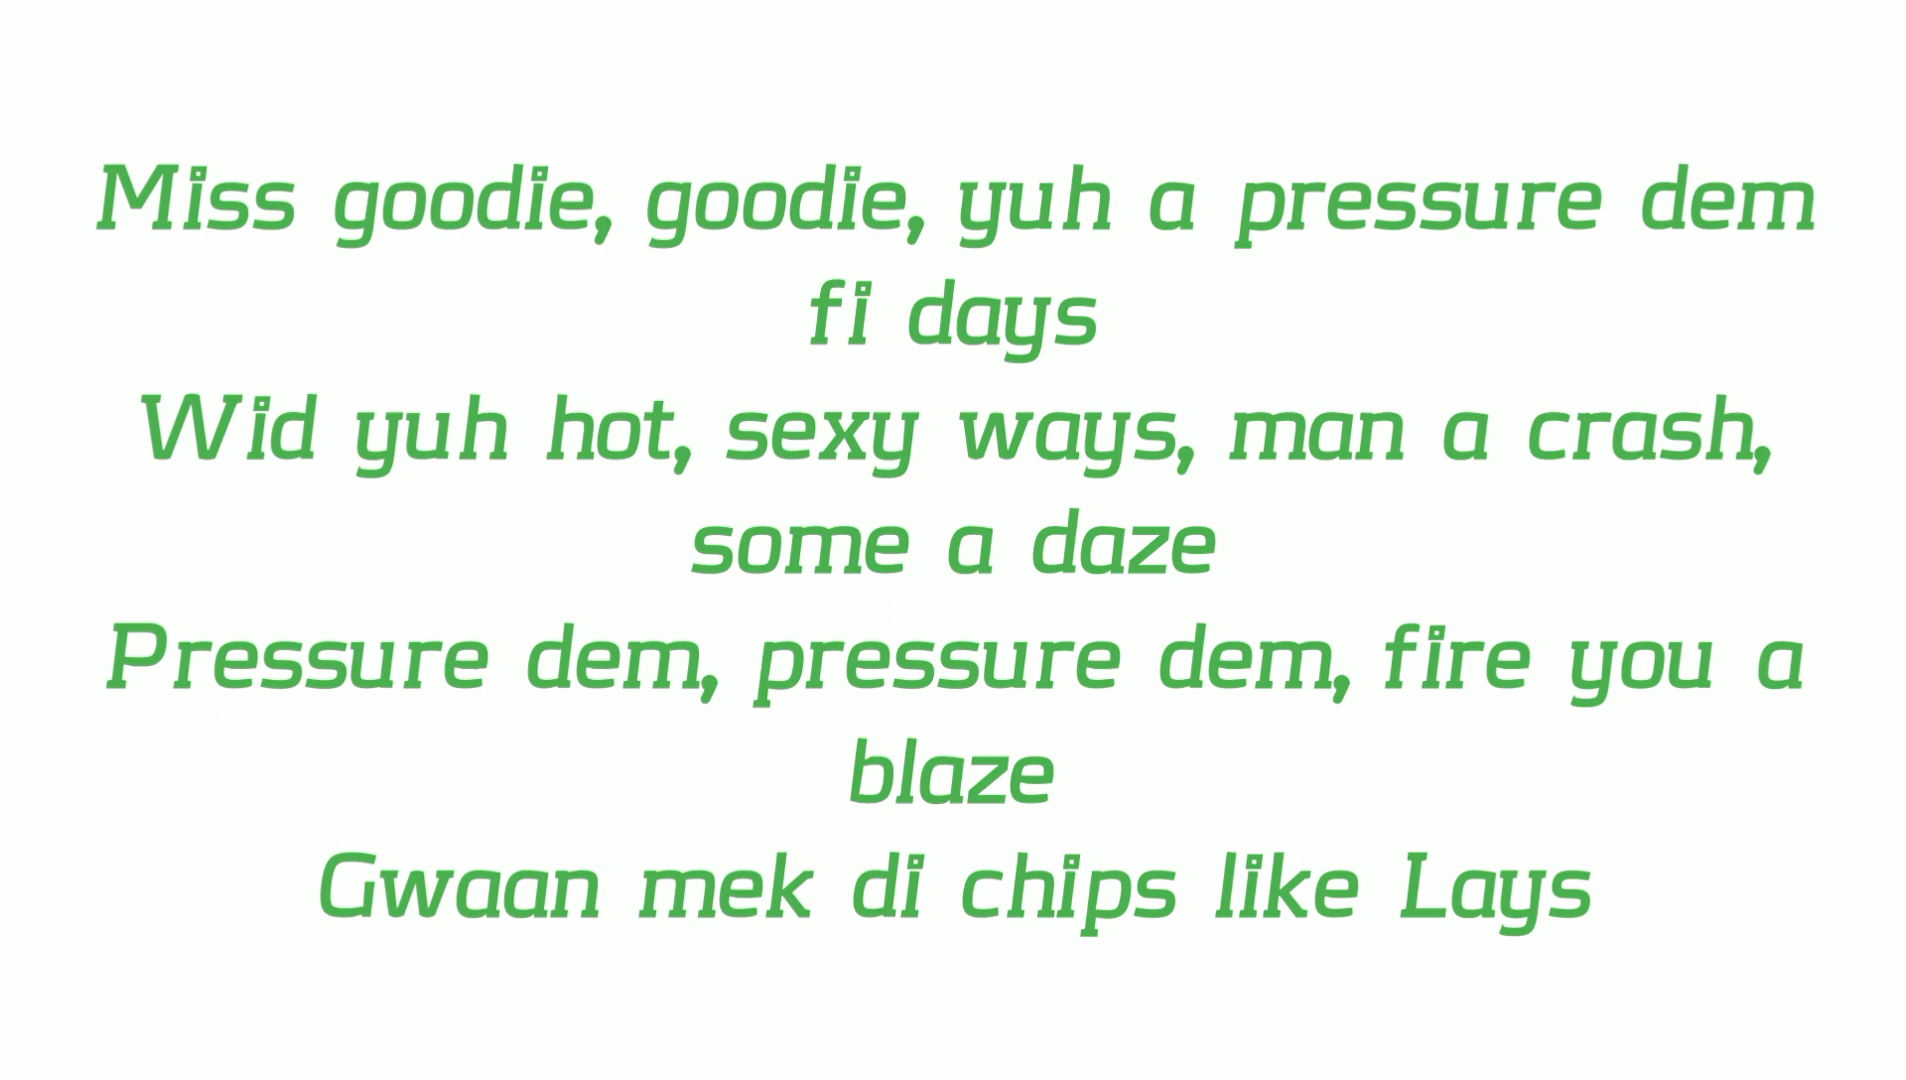 Miss goodie, goodie, yuh a pressure dem
fi days
Wid yuh hot, sexy ways, man a crash,
some a daze
Pressure dem, pressure dem, fire you a
blaze
Gwaan mek di chips like Lays